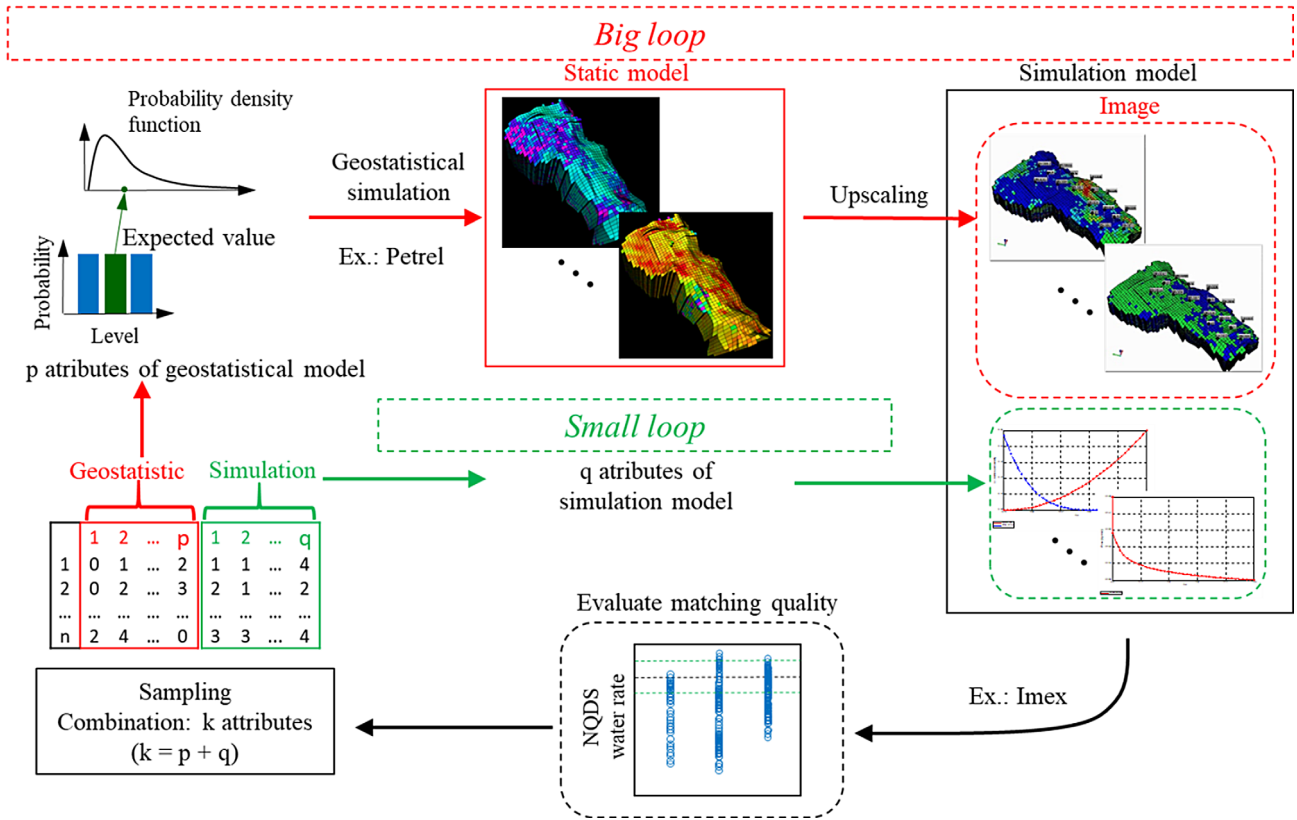 Big loop
Static model
Simulation model
Probability density
function
Image
Geostatistical
simulation
Upscaling
Expected value
Ex.: Petrel
Probability
Level
p atributes of geostatistical model
Small loop
Geostatistic
Simulation
q atributes of
simulation model
1 2 ... p 1 2 ... q
1 0 1 ... 2 1 1 ... 4
2 0 2 ... 3 2 1 ... 2
... ... ... ... ... ... ...
n 2 4 ... 0 3 3 ... 4
Evaluate matching quality
NQDS
water rate
Ex.: Imex
Sampling
Combination: k attributes
(k = p + q)